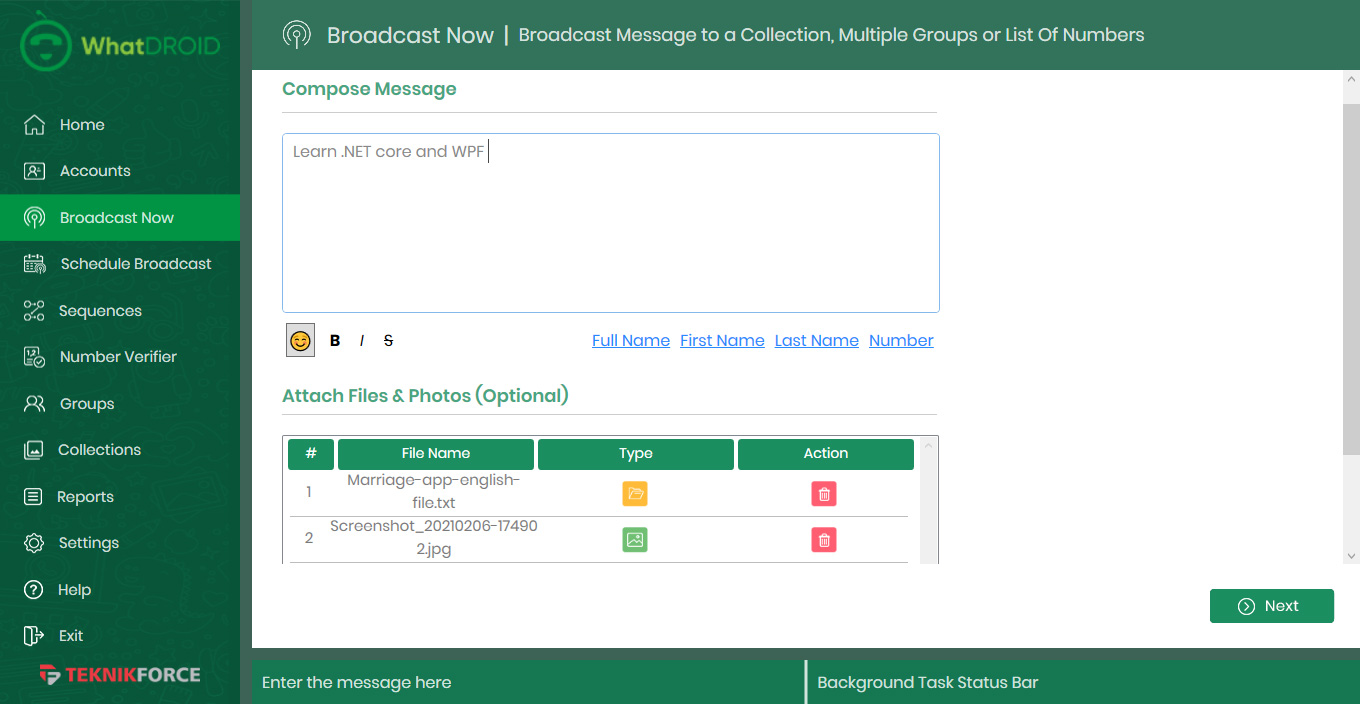 WhatDROID
Home
Accounts
Broadcast Now
Schedule Broadcast
Sequences
Number Verifier
Groups
Collections
Reports
Settings
Help
Exit
TEKNIKFORCE
Broadcast Now | Broadcast Message to a Collection, Multiple Groups or List Of Numbers
Compose Message
Learn .NET core and WPF
B I S
Full Name First Name Last Name Number
Attach Files & Photos (Optional)
# File Name Type Action
1 Marriage-app-english-
file.txt
2 Screenshot_20210206-17490
2.jpg
Next
Enter the message here
Background Task Status Bar